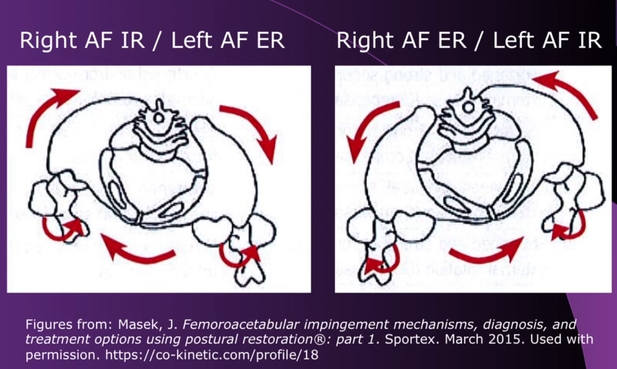 Right AF IR / Left AF ER
Right AF ER / Left AF IR
Figures from: Masek, J. Femoroacetabular impingement mechanisms, diagnosis, and
treatment options using postural restoration®: part 1. Sportex. March 2015. Used with
permission. https://co-kinetic.com/profile/18